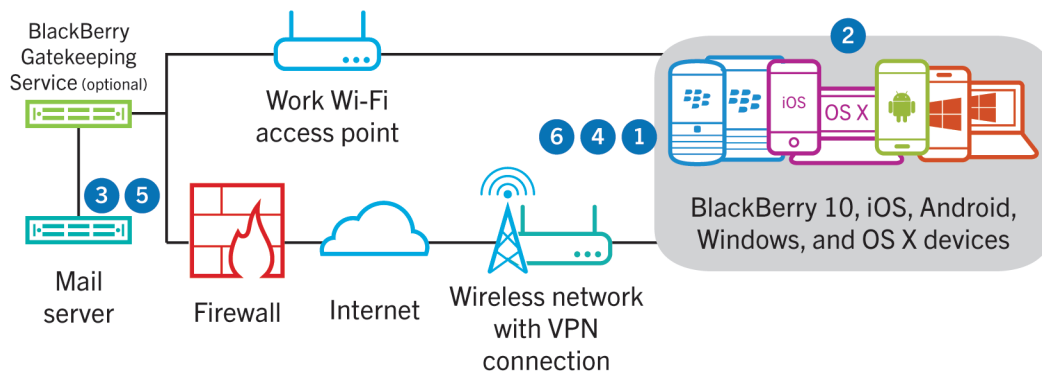 BlackBerry
Gatekeeping
Service (optional)
Work Wi-Fi
access point
2
iOS
OS X
6 4 1
3 5
BlackBerry 10, iOS, Android,
Windows, and OS X devices
Mail
server
Firewall
Internet
Wireless network
with VPN
connection